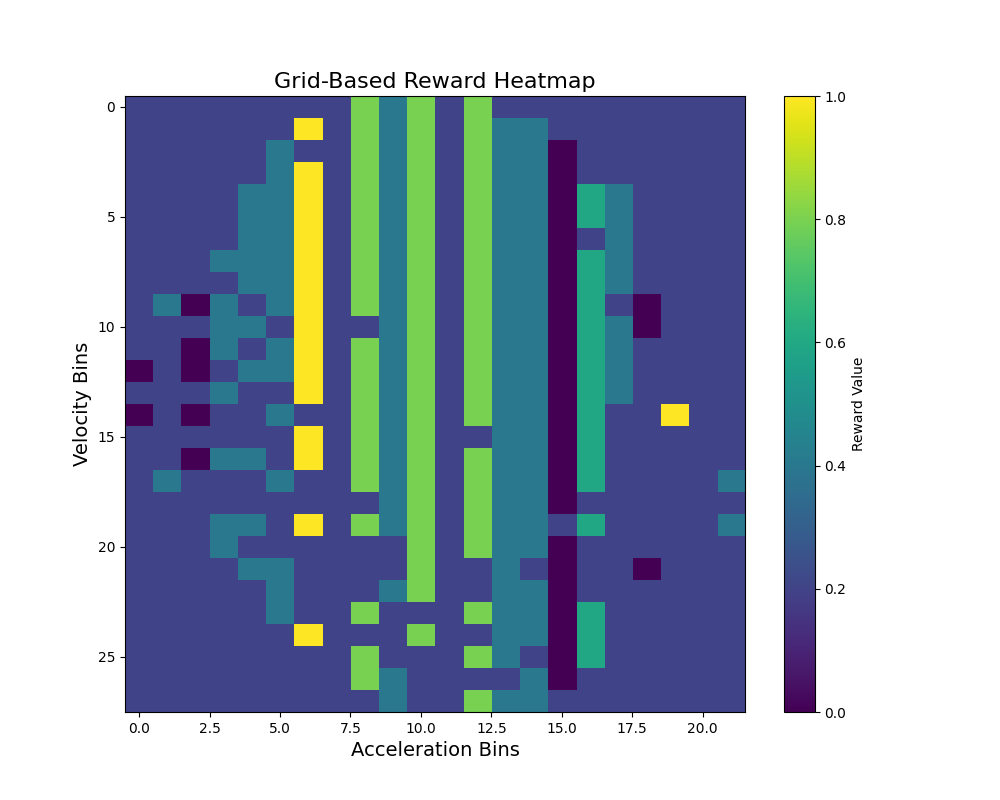 Grid-Based Reward Heatmap
0
5
10
15
20
25
Velocity Bins
0.0 2.5 5.0 7.5 10.0 12.5 15.0 17.5 20.0
Acceleration Bins
1.0
0.8
0.6
0.4
0.2
0.0
Reward Value